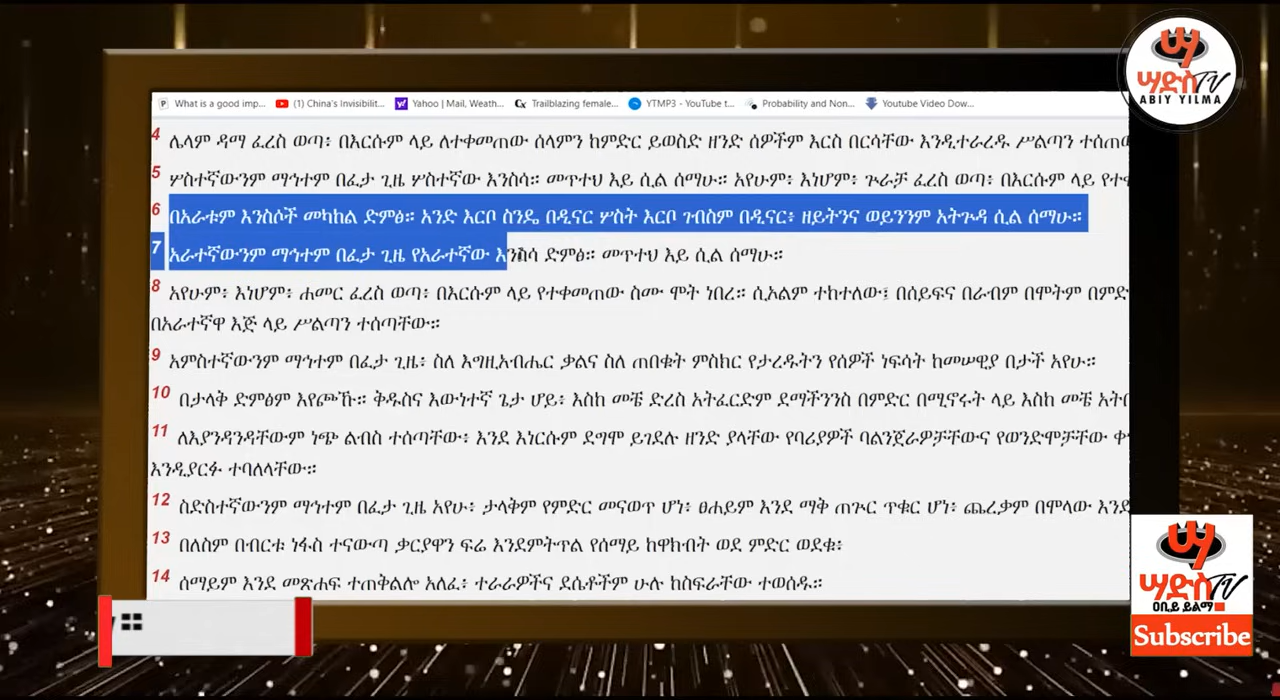 What is a good imp...
(1) China's Invisibilit...
Yahoo | Mail, Weath...
Trailblazing female...
YTMP3 - YouTube t...
Probability and Non...
Youtube Video Dow...
ሣድስ TV
ABIY YILMA
4 ሌላም ዳማ ፈረስ ወጣ፥ በእርሱም ላይ ለተቀመጠው ሰላምን ከምድር ይወስድ ዘንድ ሰዎችም እርስ በርሳቸው እንዲተራረዱ ሥልጣን
5 ሦስተኛውንም ማኅተም በፈታ ጊዜ ሦስተኛው እንስሳ። መጥተህ እይ ሲል ሰማሁ። አየሁም፥ እነሆም፥ ጕራቻ ፈረስ ወጣ፥ በእርሱም ላይ
6 በአራቱም እንስሶች መካከል ድምፅ። አንድ እርቦ ስንዴ በዲናር ሦስት እርቦ ገብስም በዲናር፥ ዘይትንና ወይንንም አትጕዳ ሲል ሰማሁ።
7 አራተኛውንም ማኅተም በፈታ ጊዜ የአራተኛው እንስሳ ድምፅ። መጥተህ እይ ሲል ሰማሁ።
8 አየሁም፥ እነሆም፥ ሐመር ፈረስ ወጣ፥ በእርሱም ላይ የተቀመጠው ስሙ ሞት ነበረ። ሲኦልም ተከተለው፤ በሰይፍና በራብም በሞትም
በአራተኛዋ እጅ ላይ ሥልጣን ተሰጣቸው።
9 አምስተኛውንም ማኅተም በፈታ ጊዜ፥ ስለ እግዚአብሔር ቃልና ስለ ጠበቁት ምስክር የታረዱትን የሰዎች ነፍሳት ከመሠዊያ በታች አየሁ።
10 በታላቅ ድምፅም እየጮኹ። ቅዱስና እውነተኛ ጌታ ሆይ፥ እስከ መቼ ድረስ አትፈርድም ደማችንንስ በምድር በሚኖሩት ላይ እስከ መቼ
11 ለእያንዳንዳቸውም ነጭ ልብስ ተሰጣቸው፥ እንደ እነርሱም ደግሞ ይገደሉ ዘንድ ያላቸው የባሪያዎች ባልንጀራዎቻቸውና የወንድሞቻቸው
እንዲያርፉ ተባለላቸው።
12 ስድስተኛውንም ማኅተም በፈታ ጊዜ አየሁ፥ ታላቅም የምድር መናወጥ ሆነ፥ ፀሐይም እንደ ማቅ ጠጕር ጥቁር ሆነ፥ ጨረቃም በሞላው
13 በለስም በብርቱ ነፋስ ተናውጣ ቃርያዋን ፍሬ እንደምትጥል የሰማይ ከዋክብት ወደ ምድር ወደቁ፥
14 ሰማይም እንደ መጽሐፍ ተጠቅልሎ አለፈ፥ ተራራዎችና ደሴቶችም ሁሉ ከስፍራቸው ተወሰዱ።
ሣድስ TV
ዐቢይ ይልማ
Subscribe